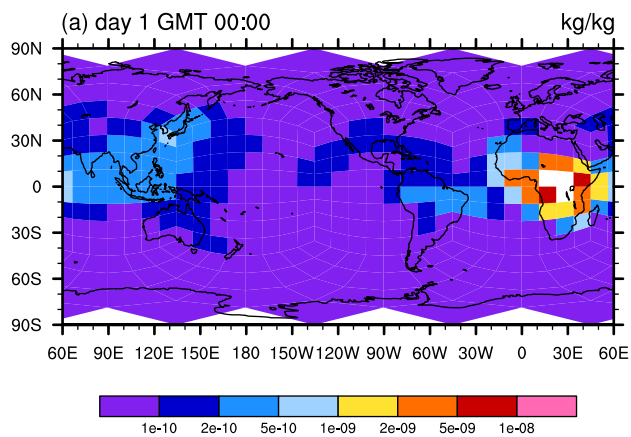 (a) day 1 GMT 00:00 kg/kg
90N
60N
30N
0
30S
60S
90S
60E 90E 120E 150E 180 150W 120W 90W 60W 30W 0 30E 60E
1e-10 2e-10 5e-10 1e-09 2e-09 5e-09 1e-08